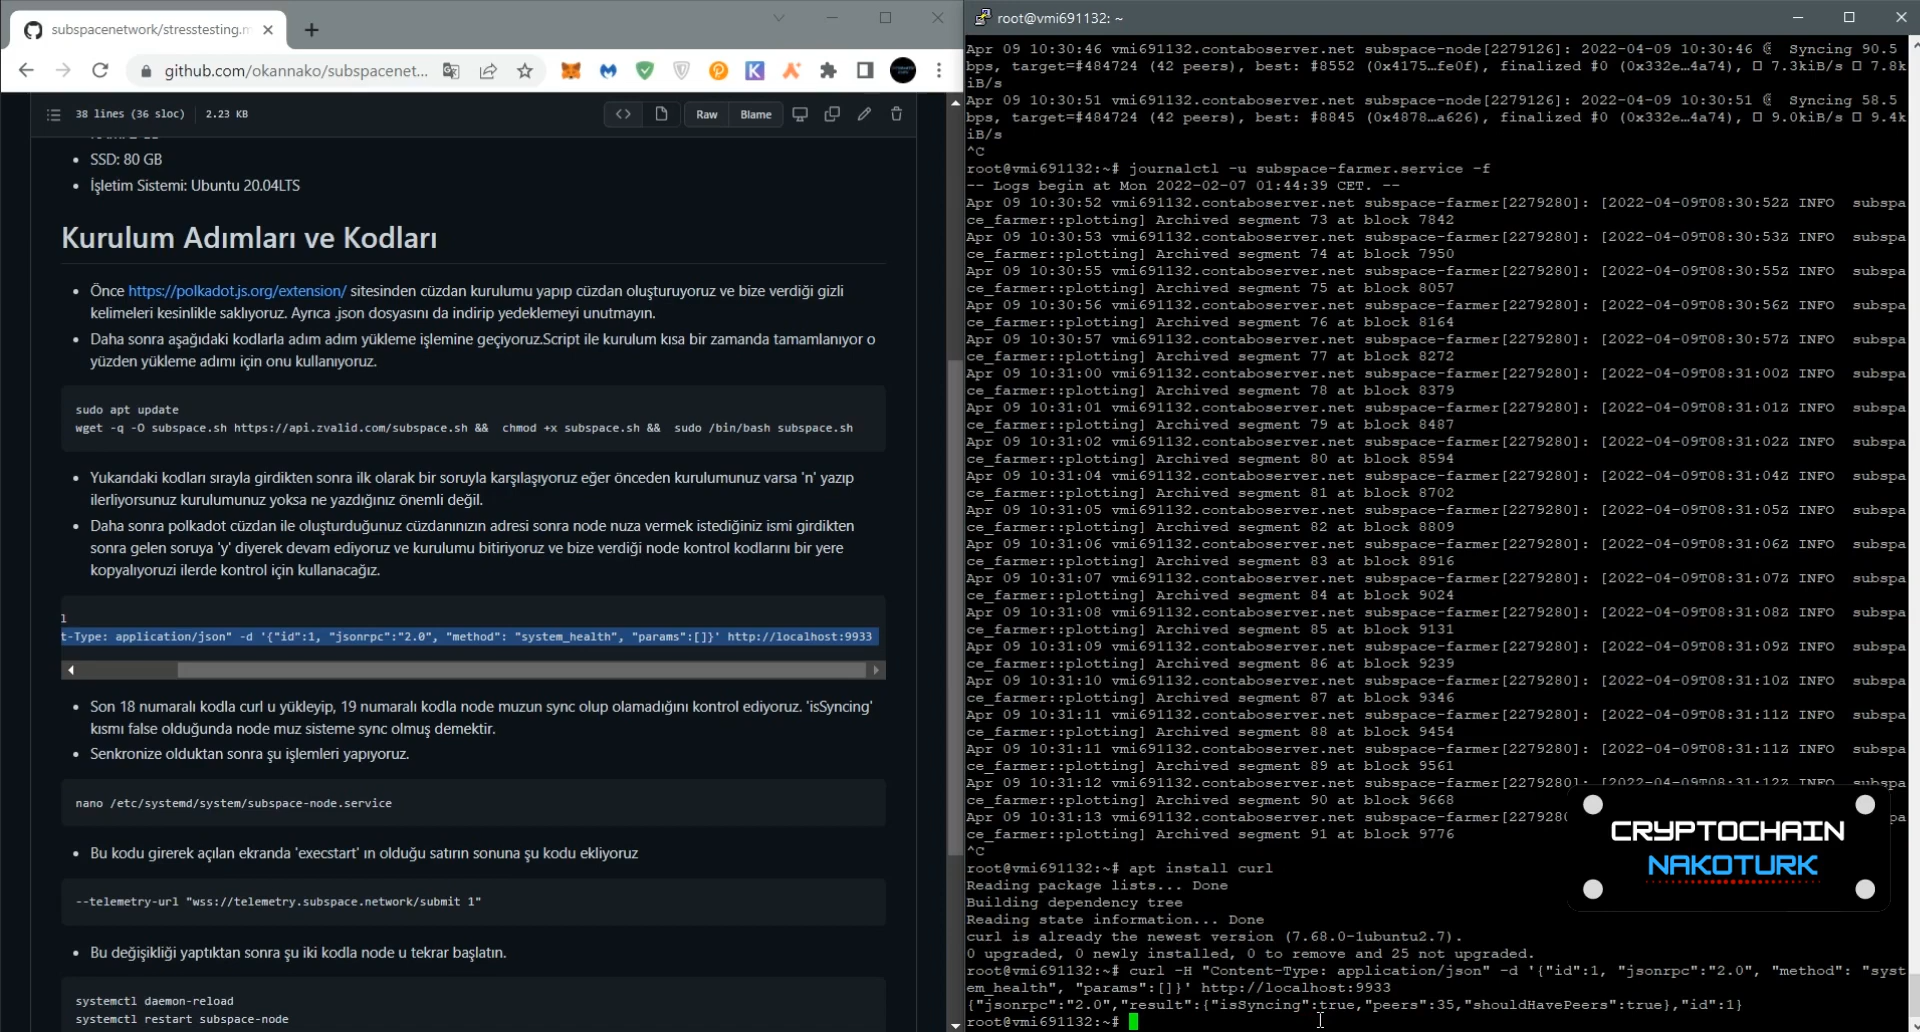 subspacenetwork/stresstesting.m
github.com/okannako/subspacenet...
38 lines (36 sloc) 2.23 KB
Raw
Blame
SSD: 80 GB
İşletim Sistemi: Ubuntu 20.04LTS
Kurulum Adımları ve Kodları
Önce https://polkadot.js.org/extension/ sitesinden cüzdan kurulumu yapıp cüzdan oluşturuyoruz ve bize verdiği gizli
kelimeleri kesinlikle saklıyoruz. Ayrıca .json dosyasını da indirip yedeklemeyi unutmayın.
Daha sonra aşağıdaki kodlarla adım adım yükleme işlemine geçiyoruz.Script ile kurulum kısa bir zamanda tamamlanıyor o
yüzden yükleme adımı için onu kullanıyoruz.
sudo apt update
wget -q -O subspace.sh https://api.zvalid.com/subspace.sh && chmod +x subspace.sh && sudo /bin/bash subspace.sh
Yukarıdaki kodları sırayla girdikten sonra ilk olarak bir soruyla karşılaşıyoruz eğer önceden kurulumunuz varsa 'n' yazıp
ilerliyorsunuz kurulumunuz yoksa ne yazdığınız önemli değil.
Daha sonra polkadot cüzdan ile oluşturduğunuz cüzdanınızın adresi sonra node nuza vermek istediğiniz ismi girdikten
sonra gelen soruya 'y' diyerek devam ediyoruz ve kurulumu bitiriyoruz ve bize verdiği node kontrol kodlarını bir yere
kopyalıyoruzi ilerde kontrol için kullanacağız.
l
t-Type: application/json" -d '{"id":1, "jsonrpc":"2.0", "method": "system_health", "params":[]}' http://localhost:9933
Son 18 numaralı kodla curl u yükleyip, 19 numaralı kodla node muzun sync olup olamadığını kontrol ediyoruz. 'isSyncing'
kısmı false olduğunda node muz sisteme sync olmuş demektir.
Senkronize olduktan sonra şu işlemleri yapıyoruz.
nano /etc/systemd/system/subspace-node.service
Bu kodu girerek açılan ekranda 'execstart' ın olduğu satırın sonuna şu kodu ekliyoruz
--telemetry-url "wss://telemetry.subspace.network/submit 1"
Bu değişikliği yaptıktan sonra şu iki kodla node u tekrar başlatın.
systemctl daemon-reload
systemctl restart subspace-node
root@vmi691132: ~
Apr 09 10:30:46 vmi691132.contaboserver.net subspace-node[2279126]: 2022-04-09 10:30:46 Syncing 90.5
bps, target=#484724 (42 peers), best: #8552 (0x4175…fe0f), finalized #0 (0x332e…4a74), 7.3kiB/s 7.8k
iB/s
Apr 09 10:30:51 vmi691132.contaboserver.net subspace-node[2279126]: 2022-04-09 10:30:51 Syncing 58.5
bps, target=#484724 (42 peers), best: #8845 (0x4878…a626), finalized #0 (0x332e…4a74), 9.0kiB/s 9.4k
iB/s
^C
root@vmi691132:~# journalctl -u subspace-farmer.service -f
-- Logs begin at Mon 2022-02-07 01:44:39 CET. --
Apr 09 10:30:52 vmi691132.contaboserver.net subspace-farmer[2279280]: [2022-04-09T08:30:52Z INFO subspa
ce_farmer::plotting] Archived segment 73 at block 7842
Apr 09 10:30:53 vmi691132.contaboserver.net subspace-farmer[2279280]: [2022-04-09T08:30:53Z INFO subspa
ce_farmer::plotting] Archived segment 74 at block 7950
Apr 09 10:30:55 vmi691132.contaboserver.net subspace-farmer[2279280]: [2022-04-09T08:30:55Z INFO subspa
ce_farmer::plotting] Archived segment 75 at block 8057
Apr 09 10:30:56 vmi691132.contaboserver.net subspace-farmer[2279280]: [2022-04-09T08:30:56Z INFO subspa
ce_farmer::plotting] Archived segment 76 at block 8164
Apr 09 10:30:57 vmi691132.contaboserver.net subspace-farmer[2279280]: [2022-04-09T08:30:57Z INFO subspa
ce_farmer::plotting] Archived segment 77 at block 8272
Apr 09 10:31:00 vmi691132.contaboserver.net subspace-farmer[2279280]: [2022-04-09T08:31:00Z INFO subspa
ce_farmer::plotting] Archived segment 78 at block 8379
Apr 09 10:31:01 vmi691132.contaboserver.net subspace-farmer[2279280]: [2022-04-09T08:31:01Z INFO subspa
ce_farmer::plotting] Archived segment 79 at block 8487
Apr 09 10:31:02 vmi691132.contaboserver.net subspace-farmer[2279280]: [2022-04-09T08:31:02Z INFO subspa
ce_farmer::plotting] Archived segment 80 at block 8594
Apr 09 10:31:04 vmi691132.contaboserver.net subspace-farmer[2279280]: [2022-04-09T08:31:04Z INFO subspa
ce_farmer::plotting] Archived segment 81 at block 8702
Apr 09 10:31:05 vmi691132.contaboserver.net subspace-farmer[2279280]: [2022-04-09T08:31:05Z INFO subspa
ce_farmer::plotting] Archived segment 82 at block 8809
Apr 09 10:31:06 vmi691132.contaboserver.net subspace-farmer[2279280]: [2022-04-09T08:31:06Z INFO subspa
ce_farmer::plotting] Archived segment 83 at block 8916
Apr 09 10:31:07 vmi691132.contaboserver.net subspace-farmer[2279280]: [2022-04-09T08:31:07Z INFO subspa
ce_farmer::plotting] Archived segment 84 at block 9024
Apr 09 10:31:08 vmi691132.contaboserver.net subspace-farmer[2279280]: [2022-04-09T08:31:08Z INFO subspa
ce_farmer::plotting] Archived segment 85 at block 9131
Apr 09 10:31:09 vmi691132.contaboserver.net subspace-farmer[2279280]: [2022-04-09T08:31:09Z INFO subspa
ce_farmer::plotting] Archived segment 86 at block 9239
Apr 09 10:31:10 vmi691132.contaboserver.net subspace-farmer[2279280]: [2022-04-09T08:31:10Z INFO subspa
ce_farmer::plotting] Archived segment 87 at block 9346
Apr 09 10:31:11 vmi691132.contaboserver.net subspace-farmer[2279280]: [2022-04-09T08:31:11Z INFO subspa
ce_farmer::plotting] Archived segment 88 at block 9454
Apr 09 10:31:11 vmi691132.contaboserver.net subspace-farmer[2279280]: [2022-04-09T08:31:11Z INFO subspa
ce_farmer::plotting] Archived segment 89 at block 9561
Apr 09 10:31:12 vmi691132.contaboserver.net subspace-farmer[2279280]: [2022-04-09T08:31:12Z INFO subspa
ce_farmer::plotting] Archived segment 90 at block 9668
Apr 09 10:31:13 vmi691132.contaboserver.net subspace-farmer[227928
ce_farmer::plotting] Archived segment 91 at block 9776
^C
root@vmi691132:~# apt install curl
Reading package lists... Done
Building dependency tree
Reading state information... Done
curl is already the newest version (7.68.0-1ubuntu2.7).
0 upgraded, 0 newly installed, 0 to remove and 25 not upgraded.
root@vmi691132:~# curl -H "Content-Type: application/json" -d '{"id":1, "jsonrpc":"2.0", "method": "syst
em_health", "params":[]}' http://localhost:9933
{"jsonrpc":"2.0","result":{"isSyncing":true,"peers":35,"shouldHavePeers":true},"id":1}
root@vmi691132:~#
CRYPTOCHAIN
NAKOTURK